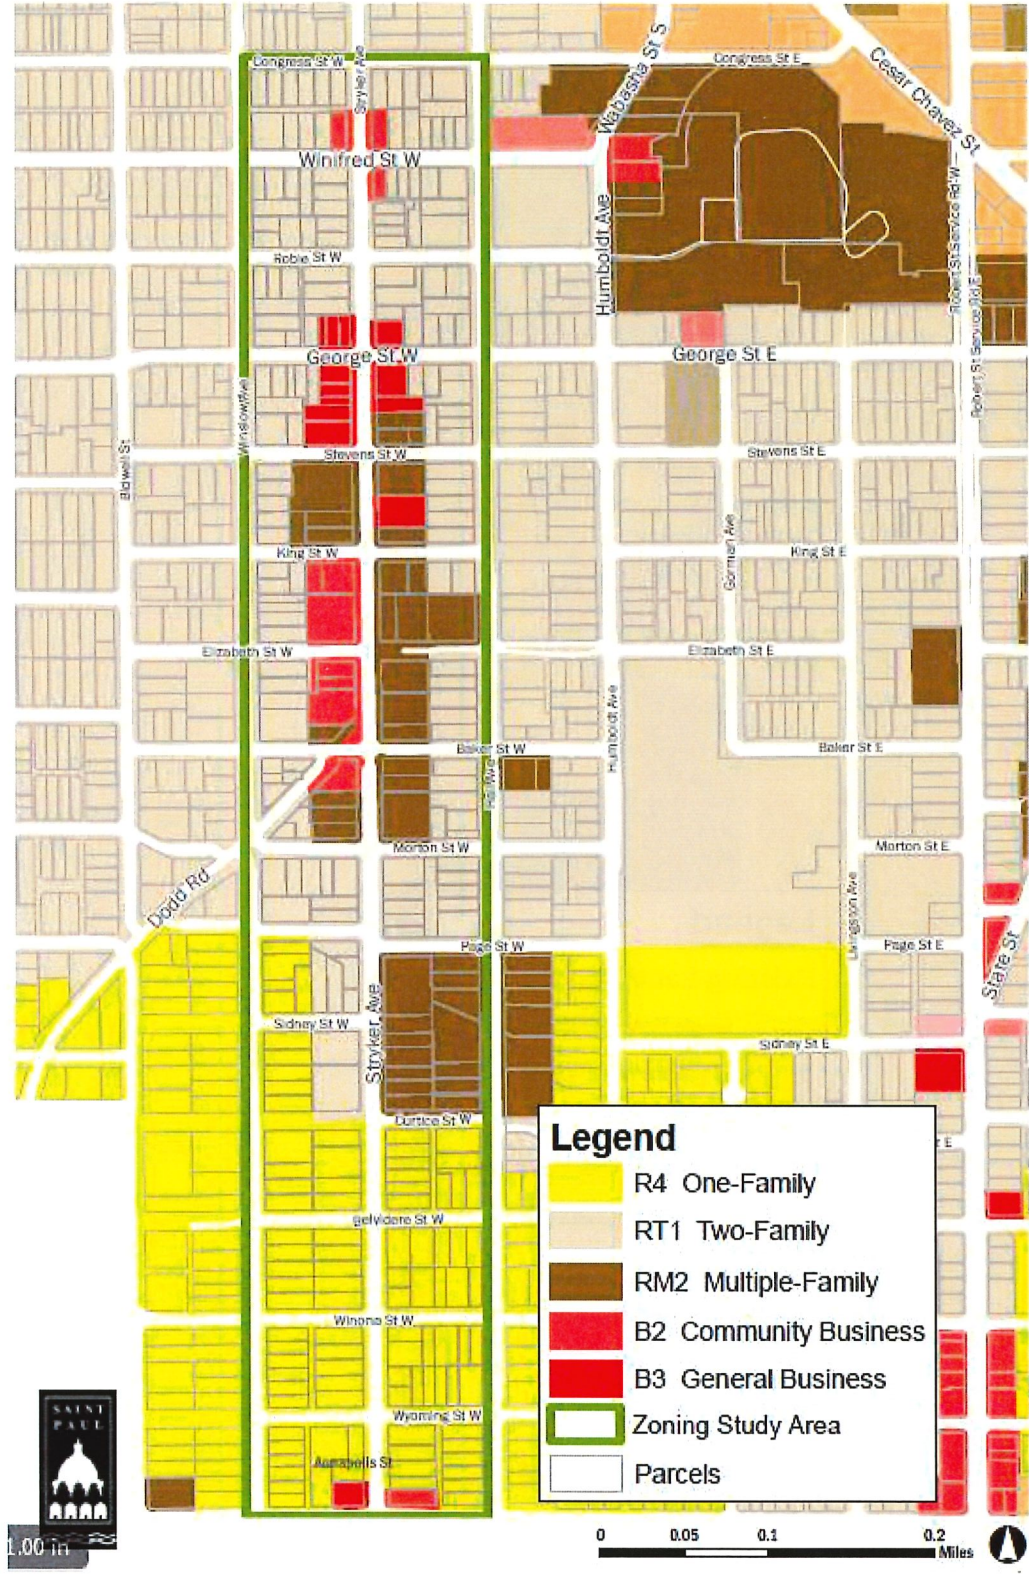 Congress St W
Stryker Ave
Congress St E
Wabasha St S
Cesar Chavez St
Winifred St W
Robie St W
Humboldt Ave
Robert St Service Rd W
Robert St Service Rd E
George St W
George St E
Winslow Ave
Bidwell St
Stevens St W
Stevens St E
King St W
King St E
Gorman Ave
Elizabeth St W
Elizabeth St E
Humboldt Ave
Baker St W
Baker St E
Hall Ave
Morton St W
Morton St E
Dodd Rd
Livingston Ave
Page St W
Page St E
State St
Stryker Ave
Sidney St W
Sidney St E
Curtice St W
t E
Belvidere St W
Winona St W
Wyoming St W
Annapolis St
Legend
R4 One-Family
RT1 Two-Family
RM2 Multiple-Family
B2 Community Business
B3 General Business
Zoning Study Area
Parcels
SAINT
PAUL
1.00 in
0 0.05 0.1 0.2
Miles